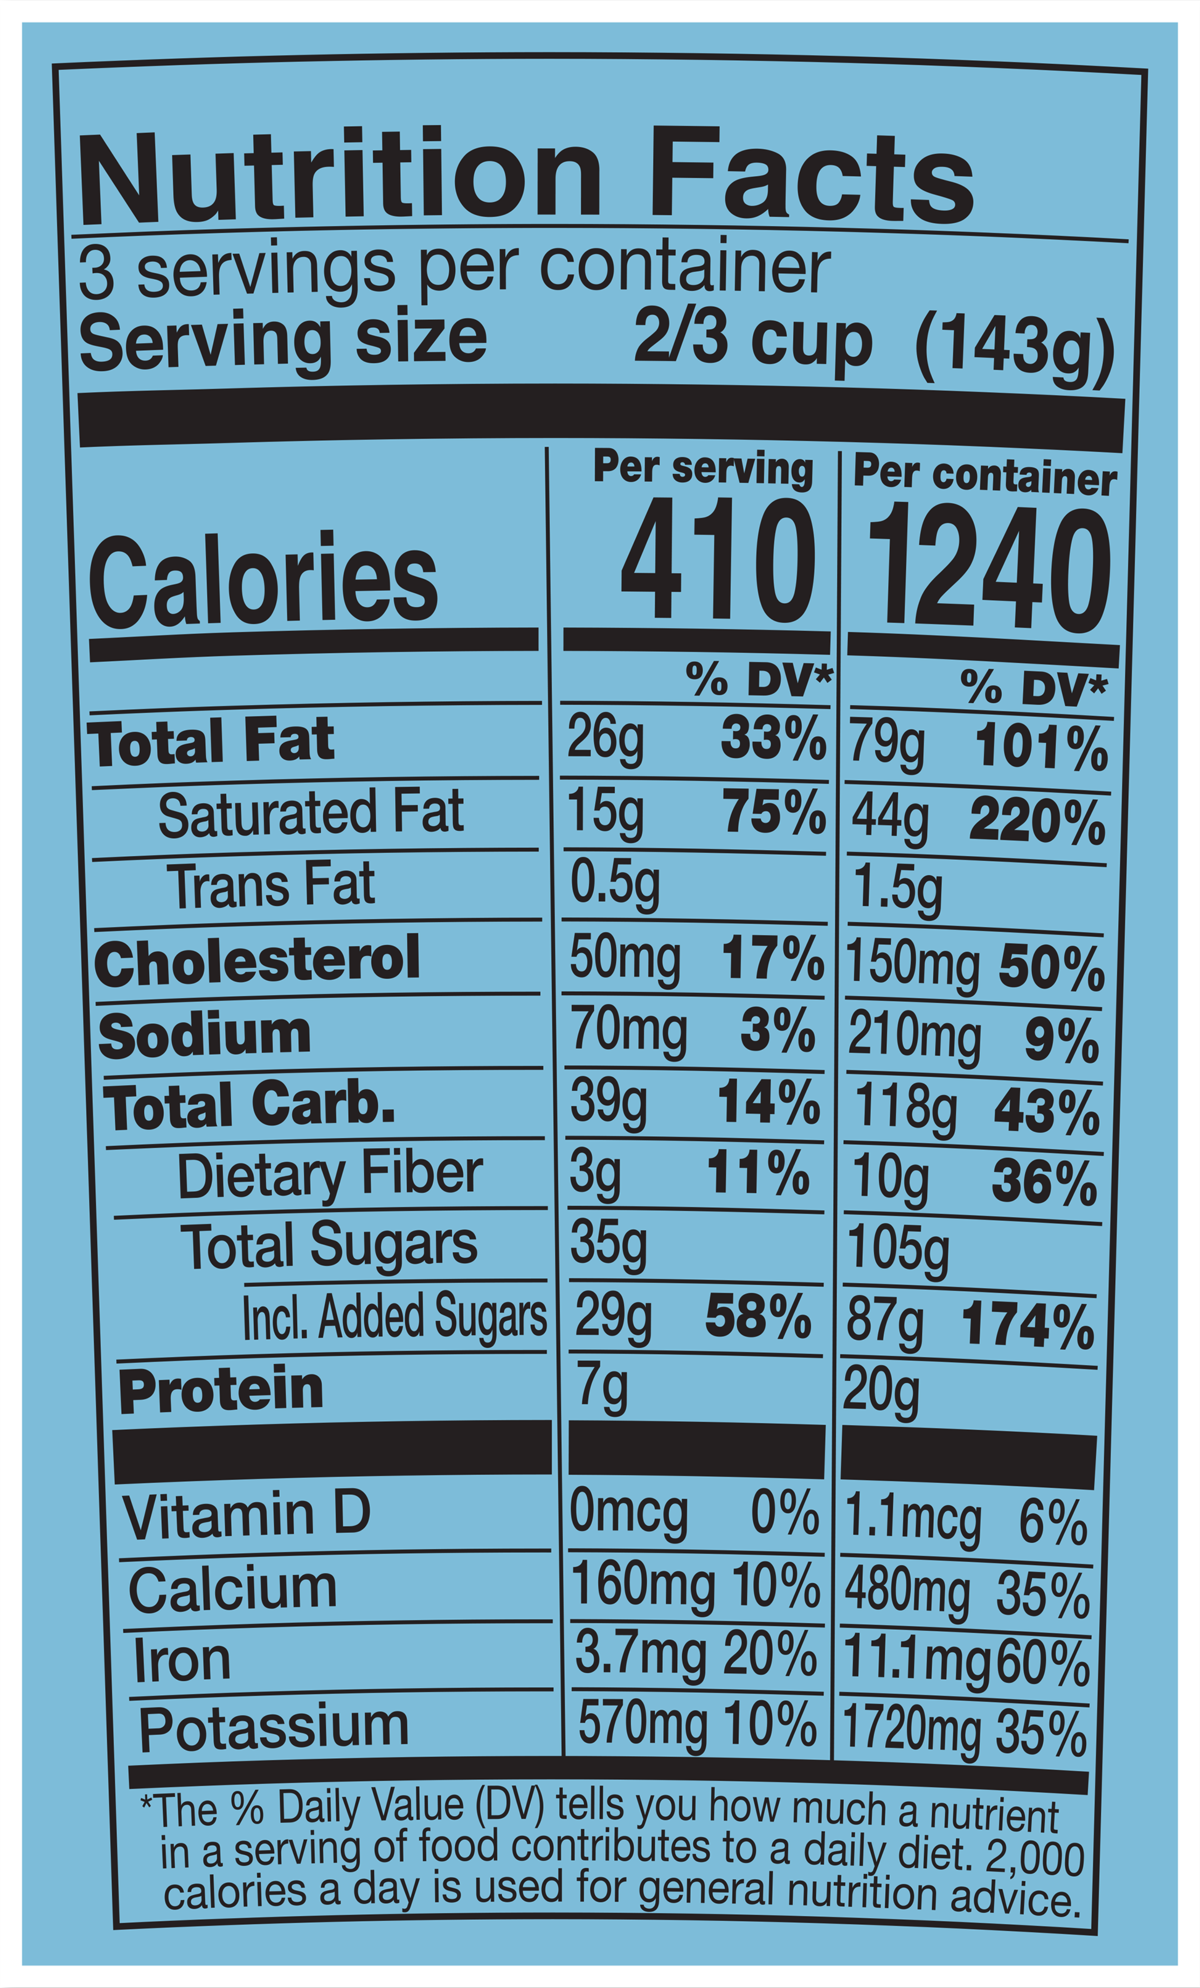 Nutrition Facts
3 servings per container
Serving size 2/3 cup (143g)
Per serving Per container
Calories 410 1240
% DV* % DV*
Total Fat 26g 33% 79g 101%
Saturated Fat 15g 75% 44g 220%
Trans Fat 0.5g 1.5g
Cholesterol 50mg 17% 150mg 50%
Sodium 70mg 3% 210mg 9%
Total Carb. 39g 14% 118g 43%
Dietary Fiber 3g 11% 10g 36%
Total Sugars 35g 105g
Incl. Added Sugars 29g 58% 87g 174%
Protein 7g 20g
Vitamin D 0mcg 0% 1.1mcg 6%
Calcium 160mg 10% 480mg 35%
Iron 3.7mg 20% 11.1mg 60%
Potassium 570mg 10% 1720mg 35%
*The % Daily Value (DV) tells you how much a nutrient
in a serving of food contributes to a daily diet. 2,000
calories a day is used for general nutrition advice.